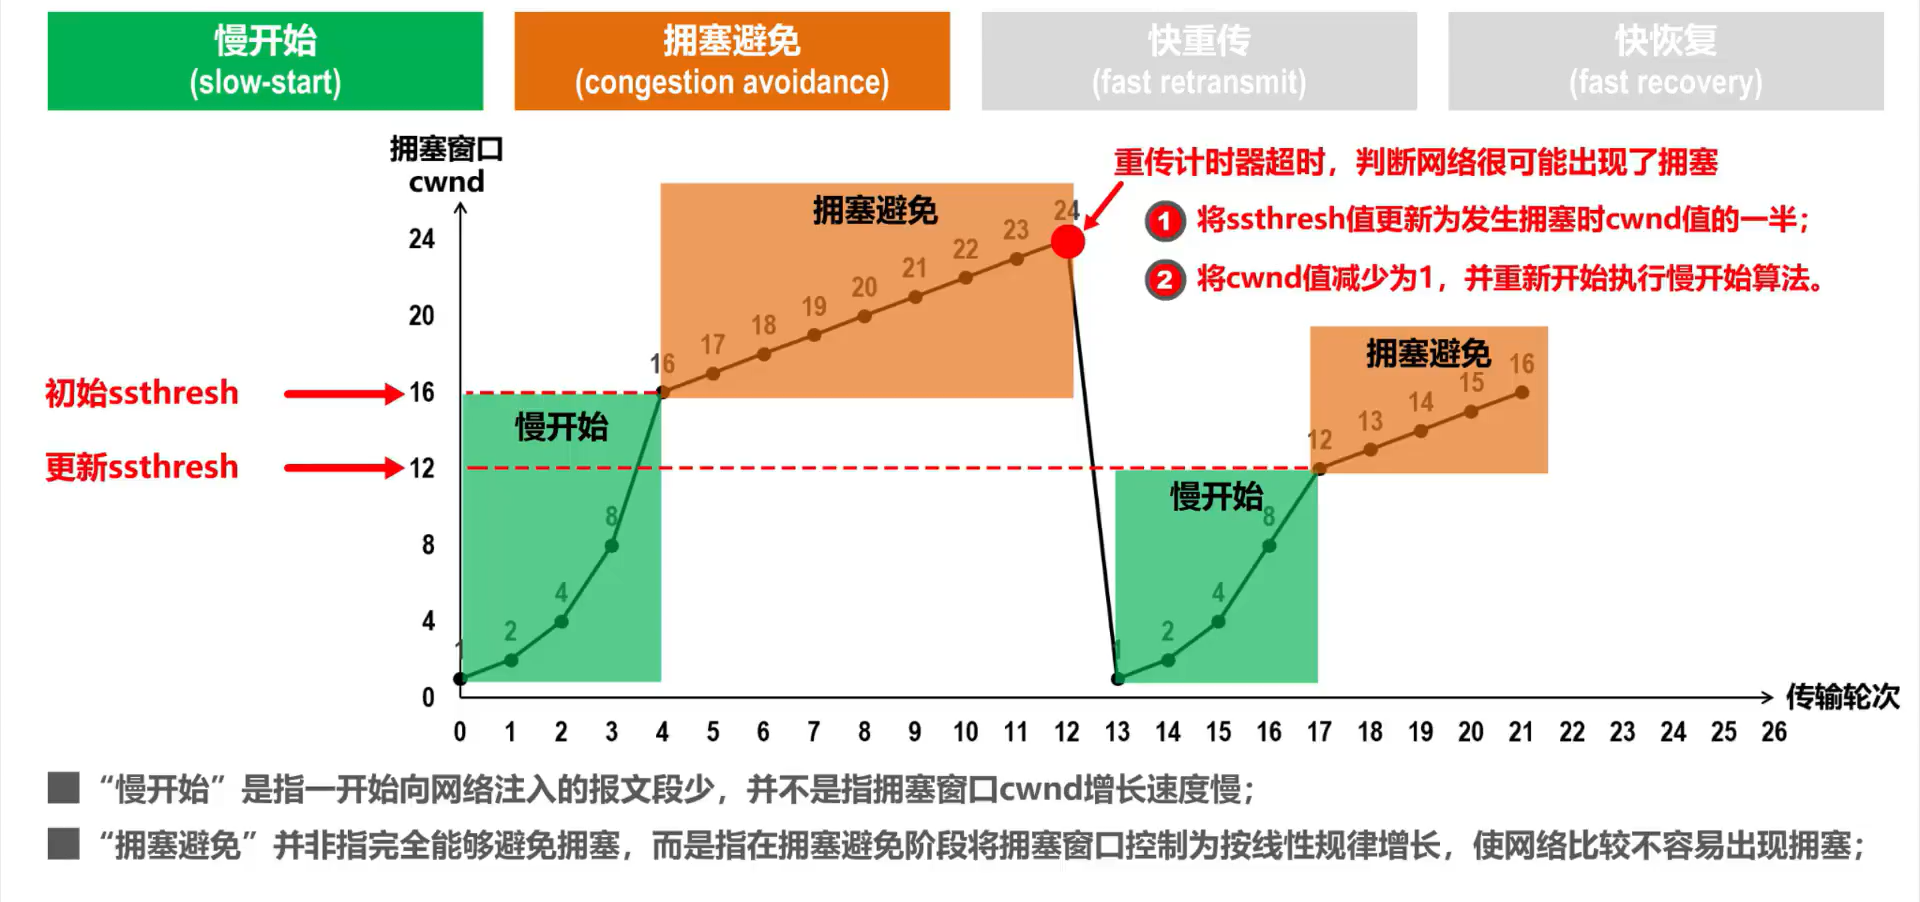 慢开始
(slow-start)
拥塞避免
(congestion avoidance)
快重传
(fast retransmit)
快恢复
(fast recovery)
拥塞窗口
cwnd
重传计时器超时，判断网络很可能出现了拥塞
1 将ssthresh值更新为发生拥塞时cwnd值的一半；
2 将cwnd值减少为1，并重新开始执行慢开始算法。
拥塞避免
24
20
16
12
8
4
0
初始ssthresh
更新ssthresh
慢开始
1
2
4
8
16
17
18
19
20
21
22
23
24
慢开始
1
2
4
8
拥塞避免
12
13
14
15
16
0 1 2 3 4 5 6 7 8 9 10 11 12 13 14 15 16 17 18 19 20 21 22 23 24 25 26
传输轮次
“慢开始”是指一开始向网络注入的报文段少，并不是指拥塞窗口cwnd增长速度慢；
“拥塞避免”并非指完全能够避免拥塞，而是指在拥塞避免阶段将拥塞窗口控制为按线性规律增长，使网络比较不容易出现拥塞；